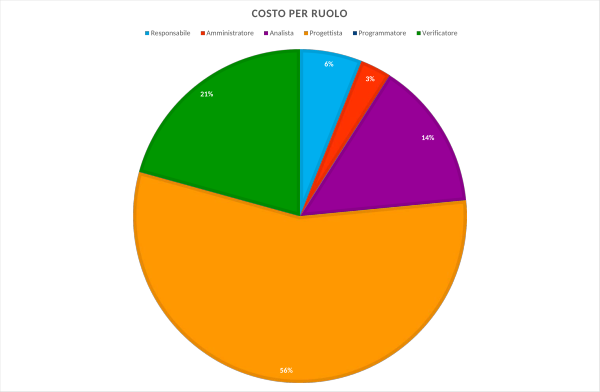 COSTO PER RUOLO
Responsabile Amministratore Analista Progettista Programmatore Verificatore
6%
3%
21%
14%
56%